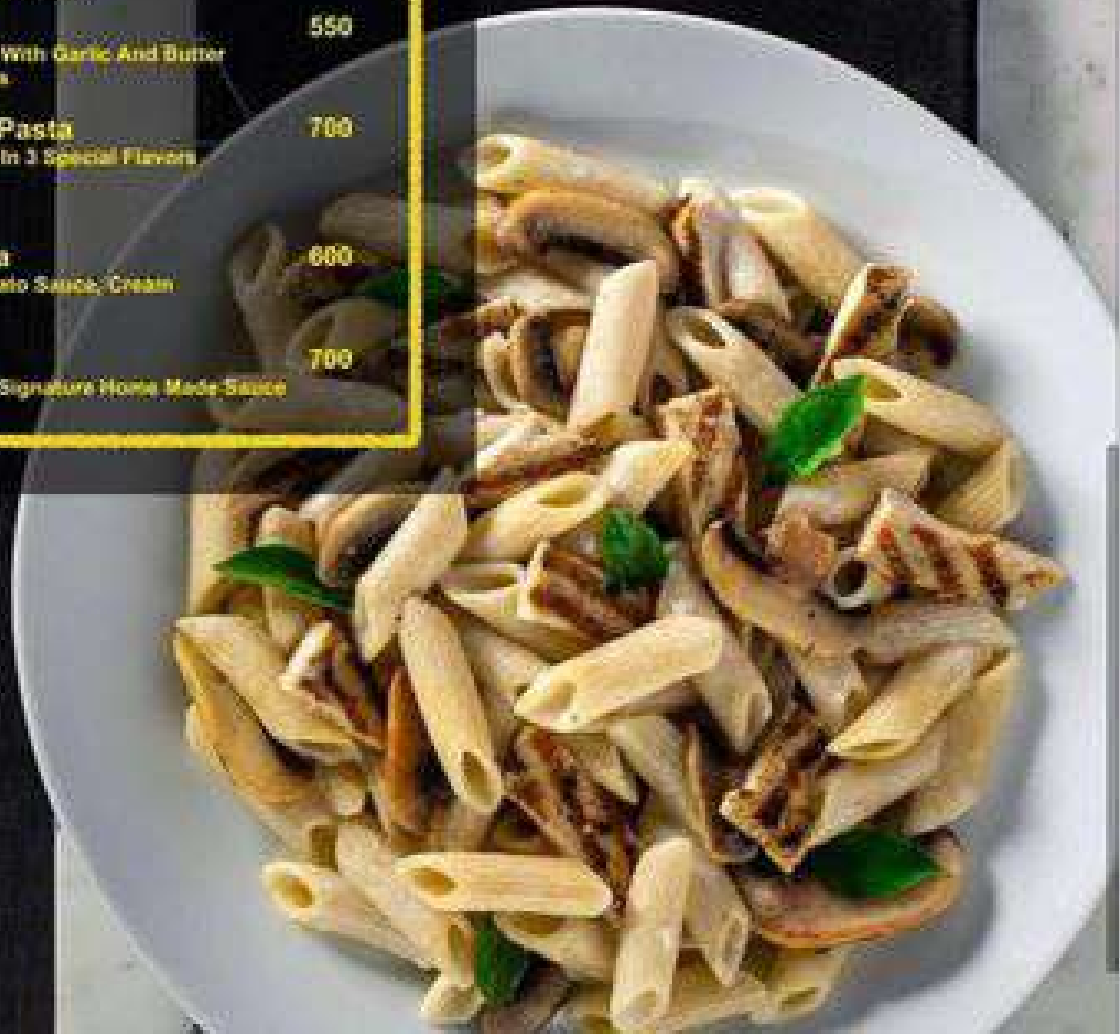 550
With Garlic And Butter
s
Pasta 700
In 3 Special Flavors
a 600
ato Sauce, Cream
700
Signature Home Made Sauce